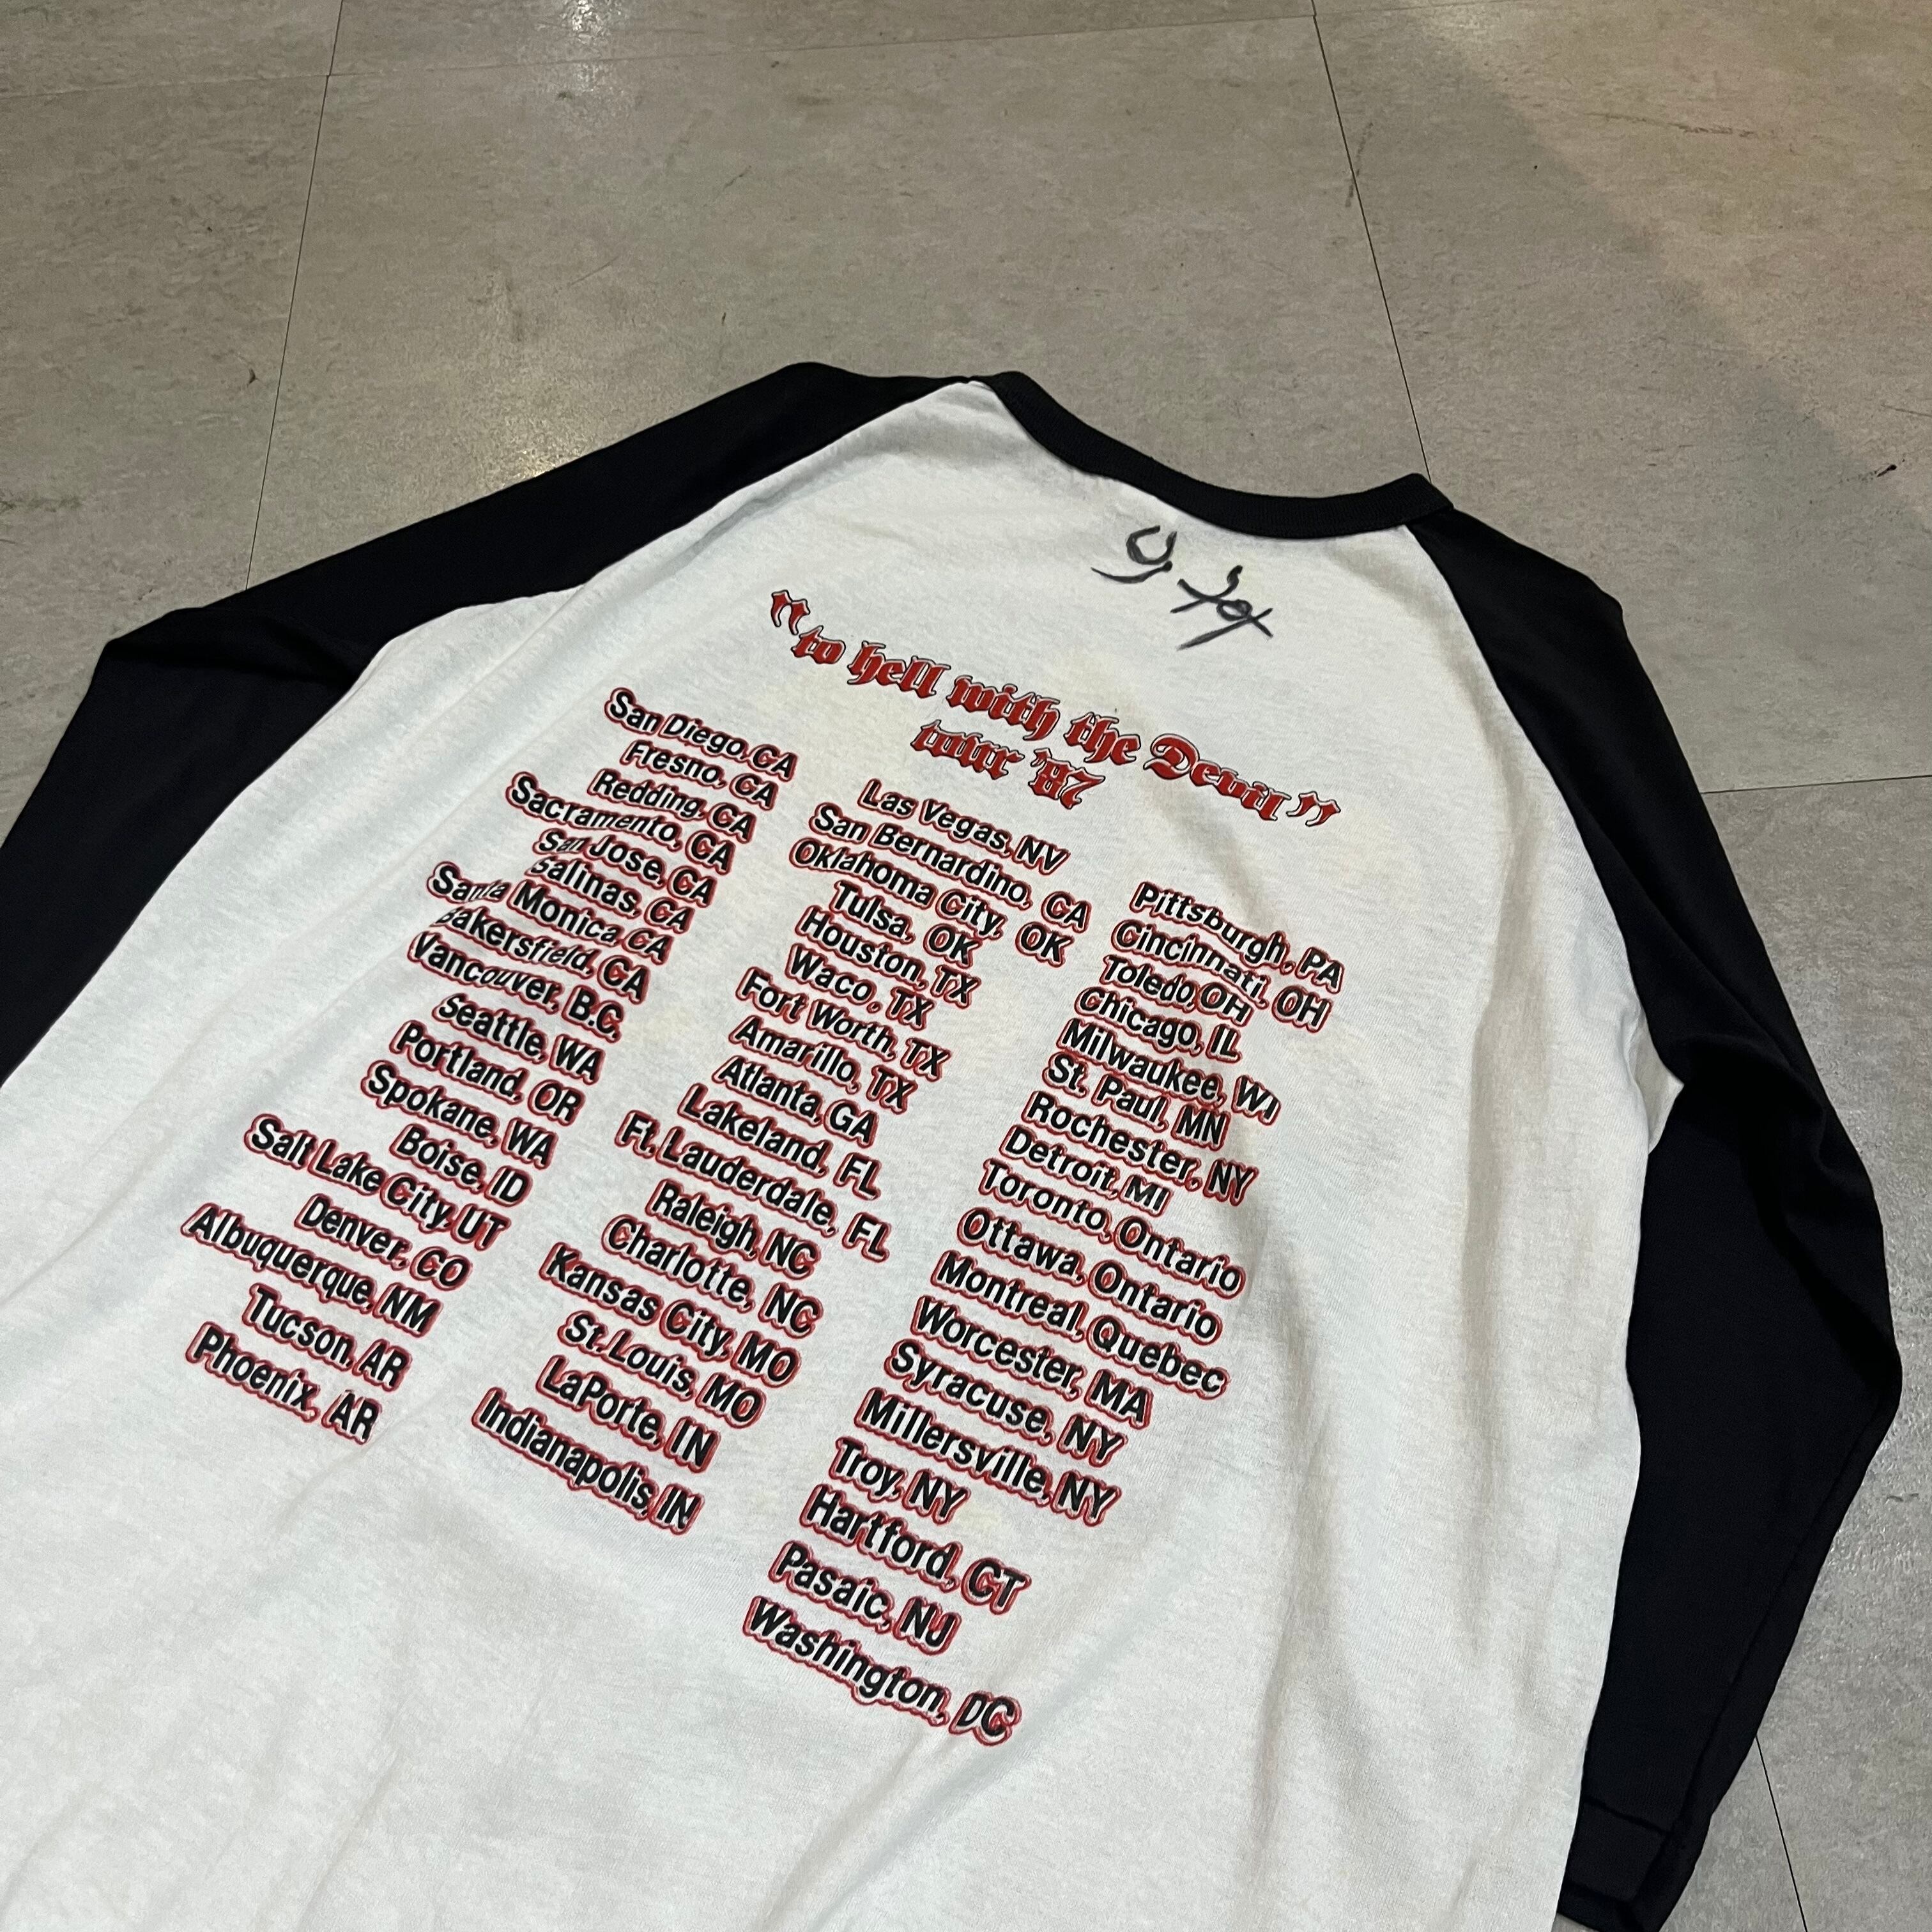 "to hell with the Devil"
tour '87
San Diego, CA
Fresno, CA
Redding, CA
Sacramento, CA
San Jose, CA
Salinas, CA
Santa Monica, CA
Bakersfield, CA
Vancouver, B.C.
Seattle, WA
Portland, OR
Spokane, WA
Boise, ID
Salt Lake City, UT
Denver, CO
Albuquerque, NM
Tucson, AR
Phoenix, AR
Las Vegas, NV
San Bernardino, CA
Oklahoma City, OK
Tulsa, OK
Houston, TX
Waco, TX
Fort Worth, TX
Amarillo, TX
Atlanta, GA
Lakeland, FL
Ft. Lauderdale, FL
Raleigh, NC
Charlotte, NC
Kansas City, MO
St. Louis, MO
LaPorte, IN
Indianapolis, IN
Pittsburgh, PA
Cincinnati, OH
Toledo, OH
Chicago, IL
Milwaukee, WI
St. Paul, MN
Rochester, NY
Detroit, MI
Toronto, Ontario
Ottawa, Ontario
Montreal, Quebec
Worcester, MA
Syracuse, NY
Millersville, NY
Troy, NY
Hartford, CT
Pasaic, NJ
Washington, DC